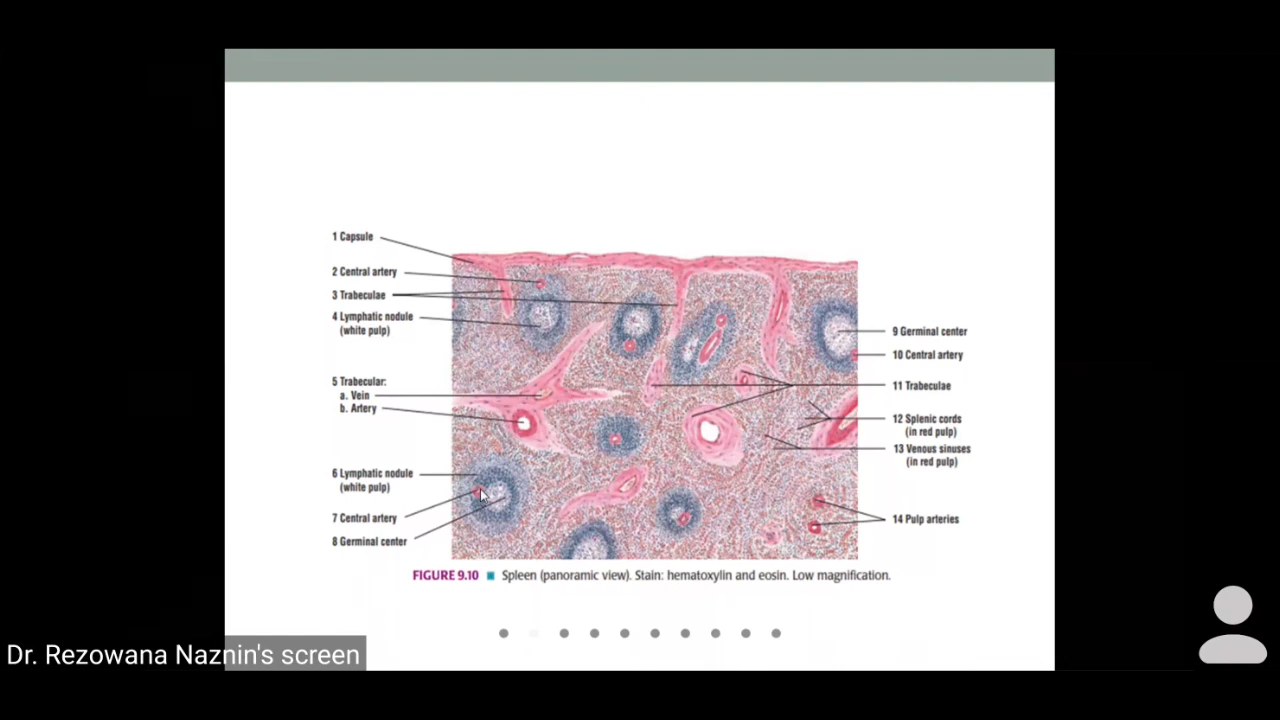 1 Capsule
2 Central artery
3 Trabeculae
4 Lymphatic nodule
(white pulp)
5 Trabecular:
a. Vein
b. Artery
6 Lymphatic nodule
(white pulp)
7 Central artery
8 Germinal center
9 Germinal center
10 Central artery
11 Trabeculae
12 Splenic cords
(in red pulp)
13 Venous sinuses
(in red pulp)
14 Pulp arteries
FIGURE 9.10 ■ Spleen (panoramic view). Stain: hematoxylin and eosin. Low magnification.
Dr. Rezowana Naznin's screen